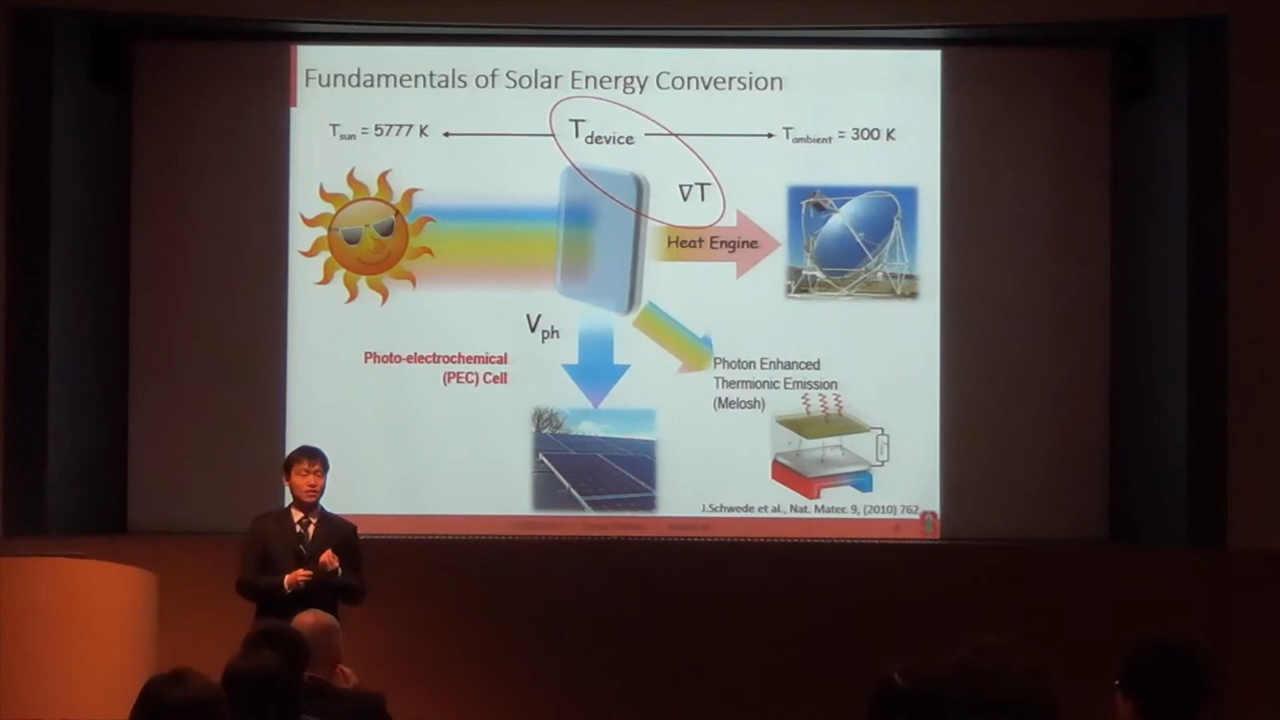 Fundamentals of Solar Energy Conversion
Tsun = 5777 K
Tdevice
Tambient = 300 K
∇T
Heat Engine
Vph
Photo-electrochemical
(PEC) Cell
Photon Enhanced
Thermionic Emission
(Melosh)
J.Schwede et al., Nat. Mater. 9, (2010) 762